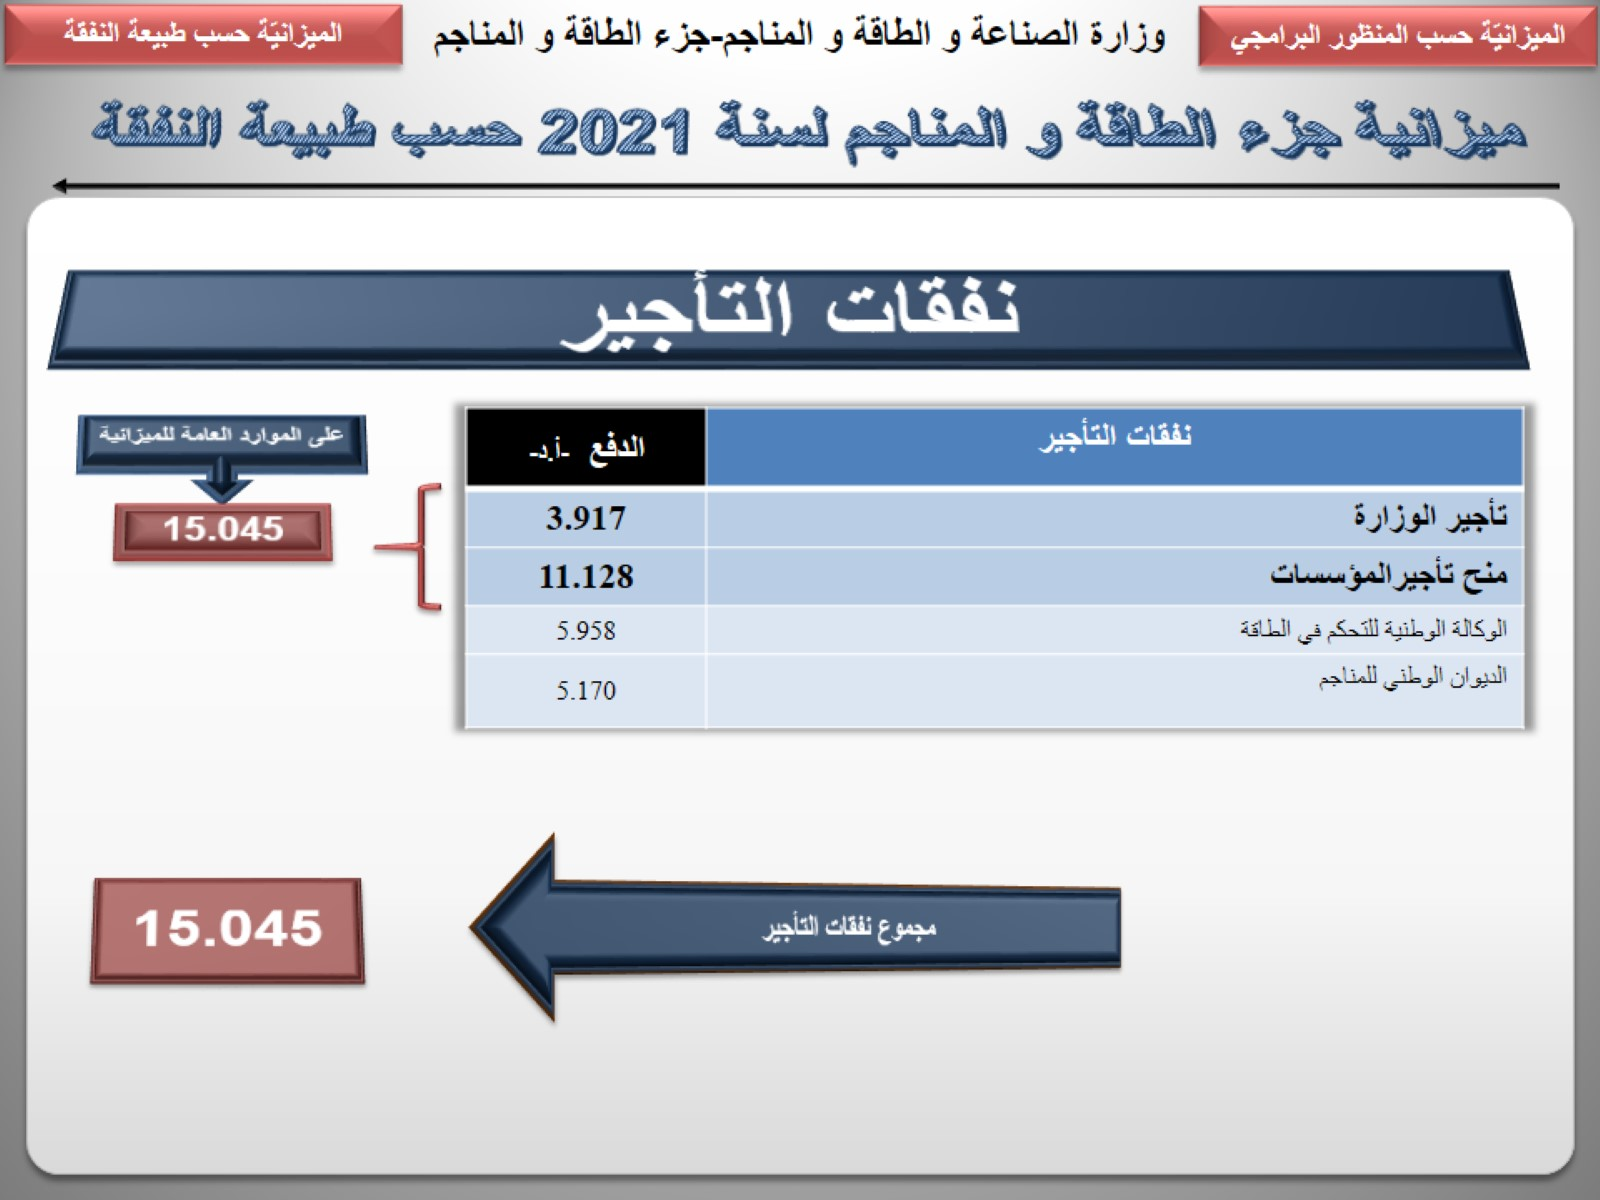 الميزانيّة حسب المنظور البرامجي
وزارة الصناعة و الطاقة و المناجم-جزء الطاقة و المناجم
الميزانيّة حسب طبيعة النفقة
ميزانية جزء الطاقة و المناجم لسنة 2021 حسب طبيعة النفقة
نفقات التأجير
نفقات التأجير
الدفع -أ.د-
تأجير الوزارة
3.917
منح تأجيرالمؤسسات
11.128
الوكالة الوطنية للتحكم في الطاقة
5.958
الديوان الوطني للمناجم
5.170
على الموارد العامة للميزانية
15.045
مجموع نفقات التأجير
15.045